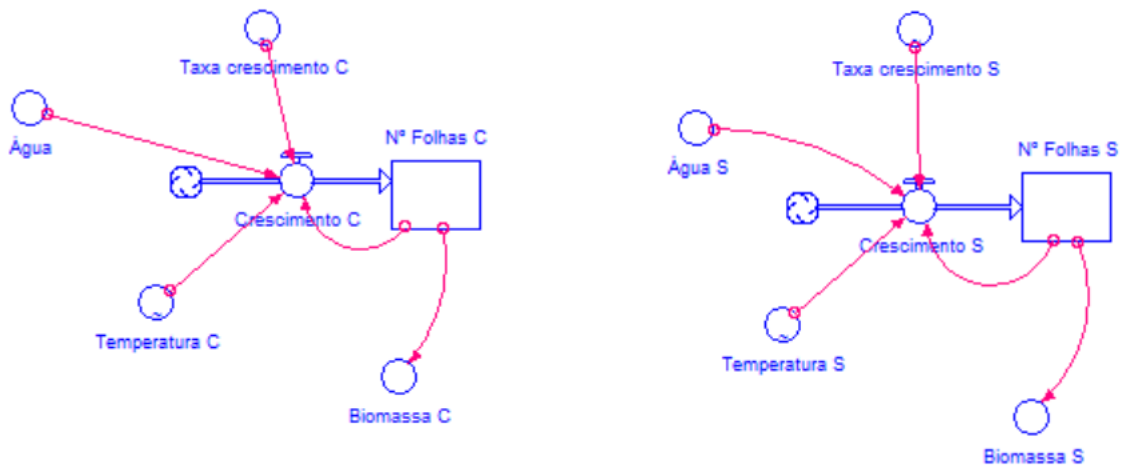 Taxa crescimento C
Água
Nº Folhas C
Crescimento C
Temperatura C
Biomassa C
Taxa crescimento S
Água S
Nº Folhas S
Crescimento S
Temperatura S
Biomassa S